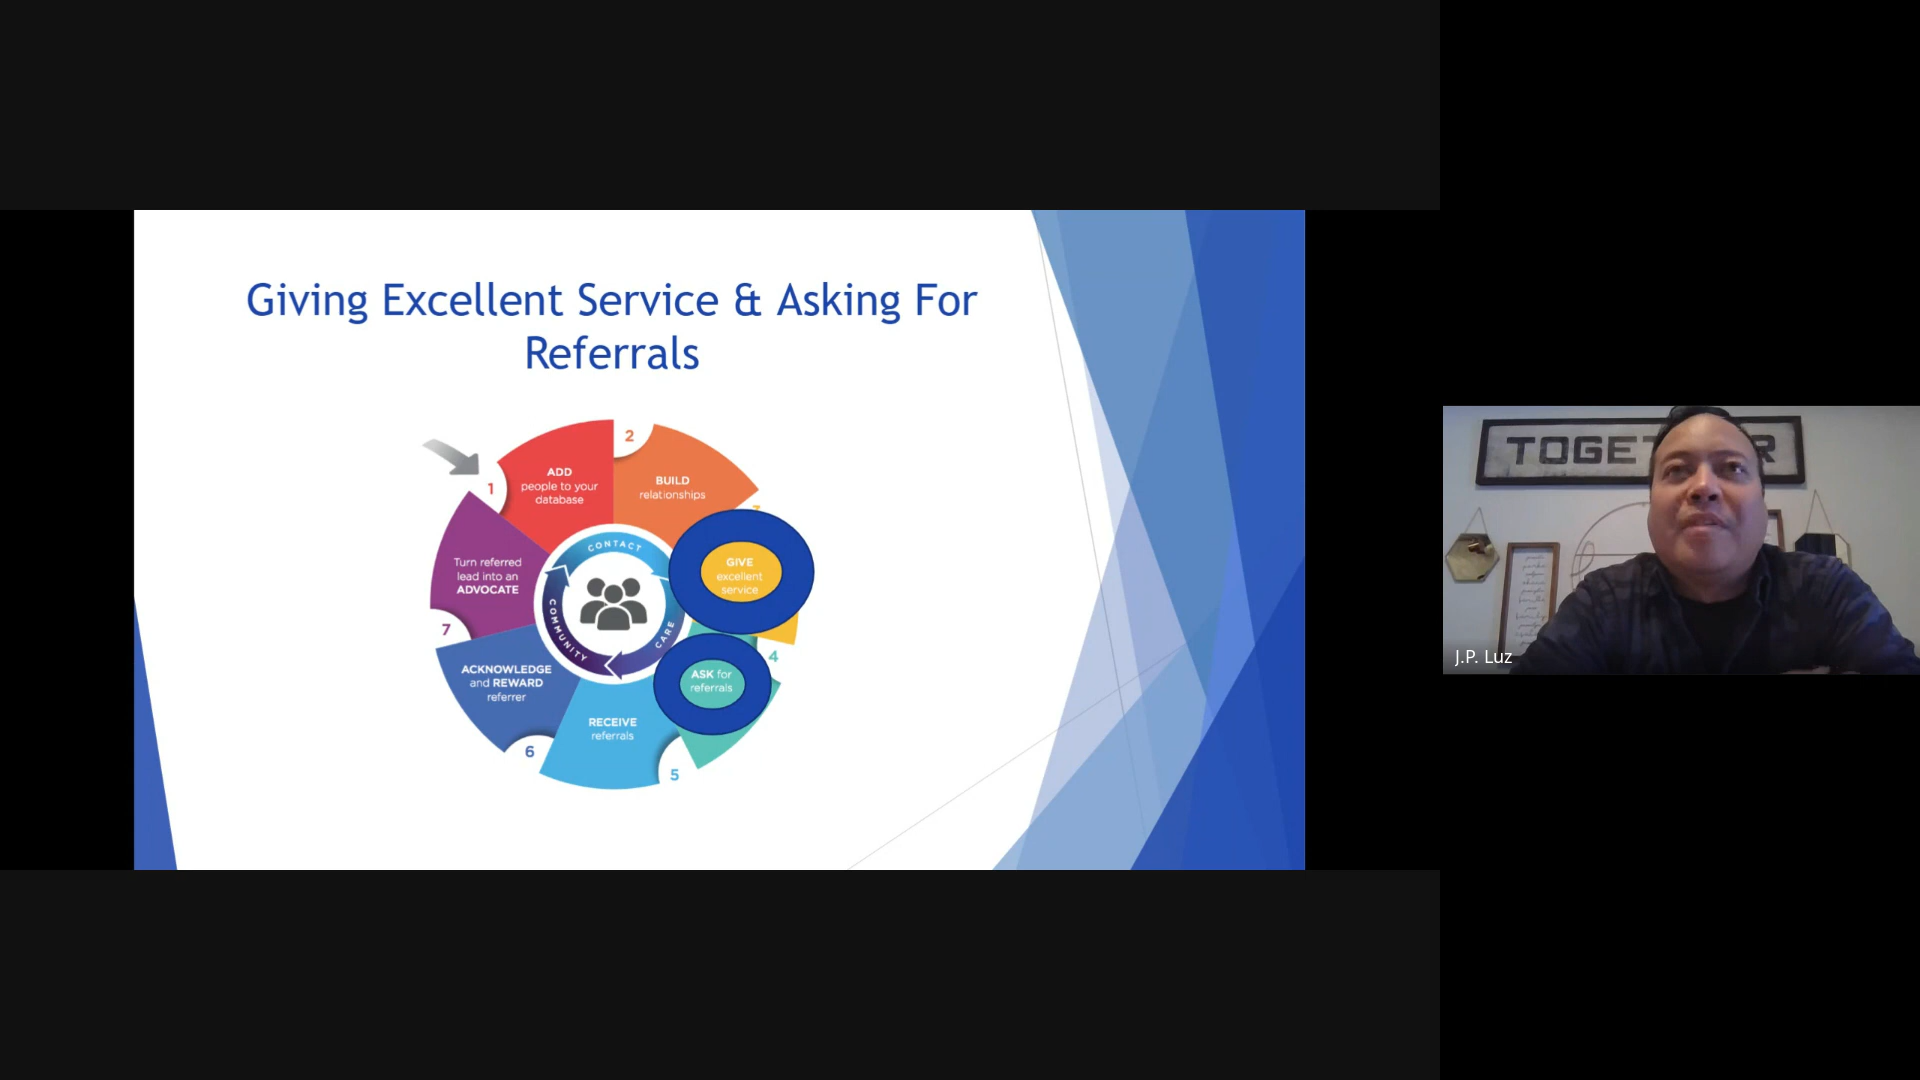 Giving Excellent Service & Asking For
Referrals
1
ADD
people to your
database
2
BUILD
relationships
3
GIVE
excellent
service
4
ASK for
referrals
5
RECEIVE
referrals
6
ACKNOWLEDGE
and REWARD
referrer
7
Turn referred
lead into an
ADVOCATE
CONTACT
CARE
COMMUNITY
TOGE R
J.P. Luz